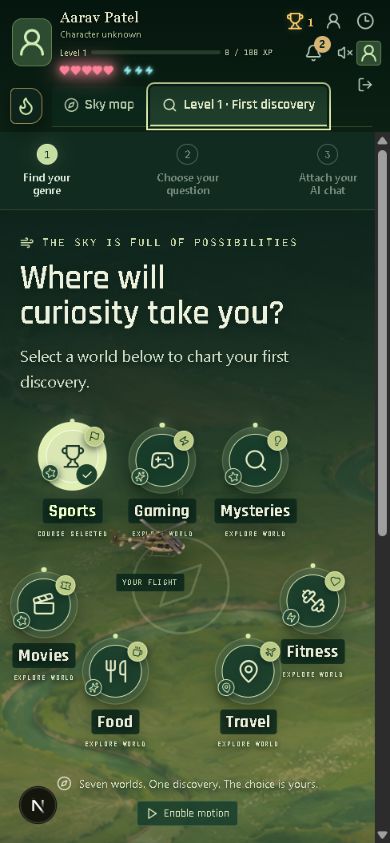 Aarav Patel
1
Character unknown
Level 1
8 / 100 XP
2
Sky map
Level 1 · First discovery
1
2
3
Find your
genre
Choose your
question
Attach your
AI chat
THE SKY IS FULL OF POSSIBILITIES
Where will
curiosity take you?
Select a world below to chart your first
discovery.
Sports
Gaming
Mysteries
COURSE SELECTED
EXPLORE WORLD
EXPLORE WORLD
YOUR FLIGHT
Movies
EXPLORE WORLD
Fitness
EXPLORE WORLD
Food
Travel
EXPLORE WORLD
EXPLORE WORLD
Seven worlds. One discovery. The choice is yours.
N
Enable motion